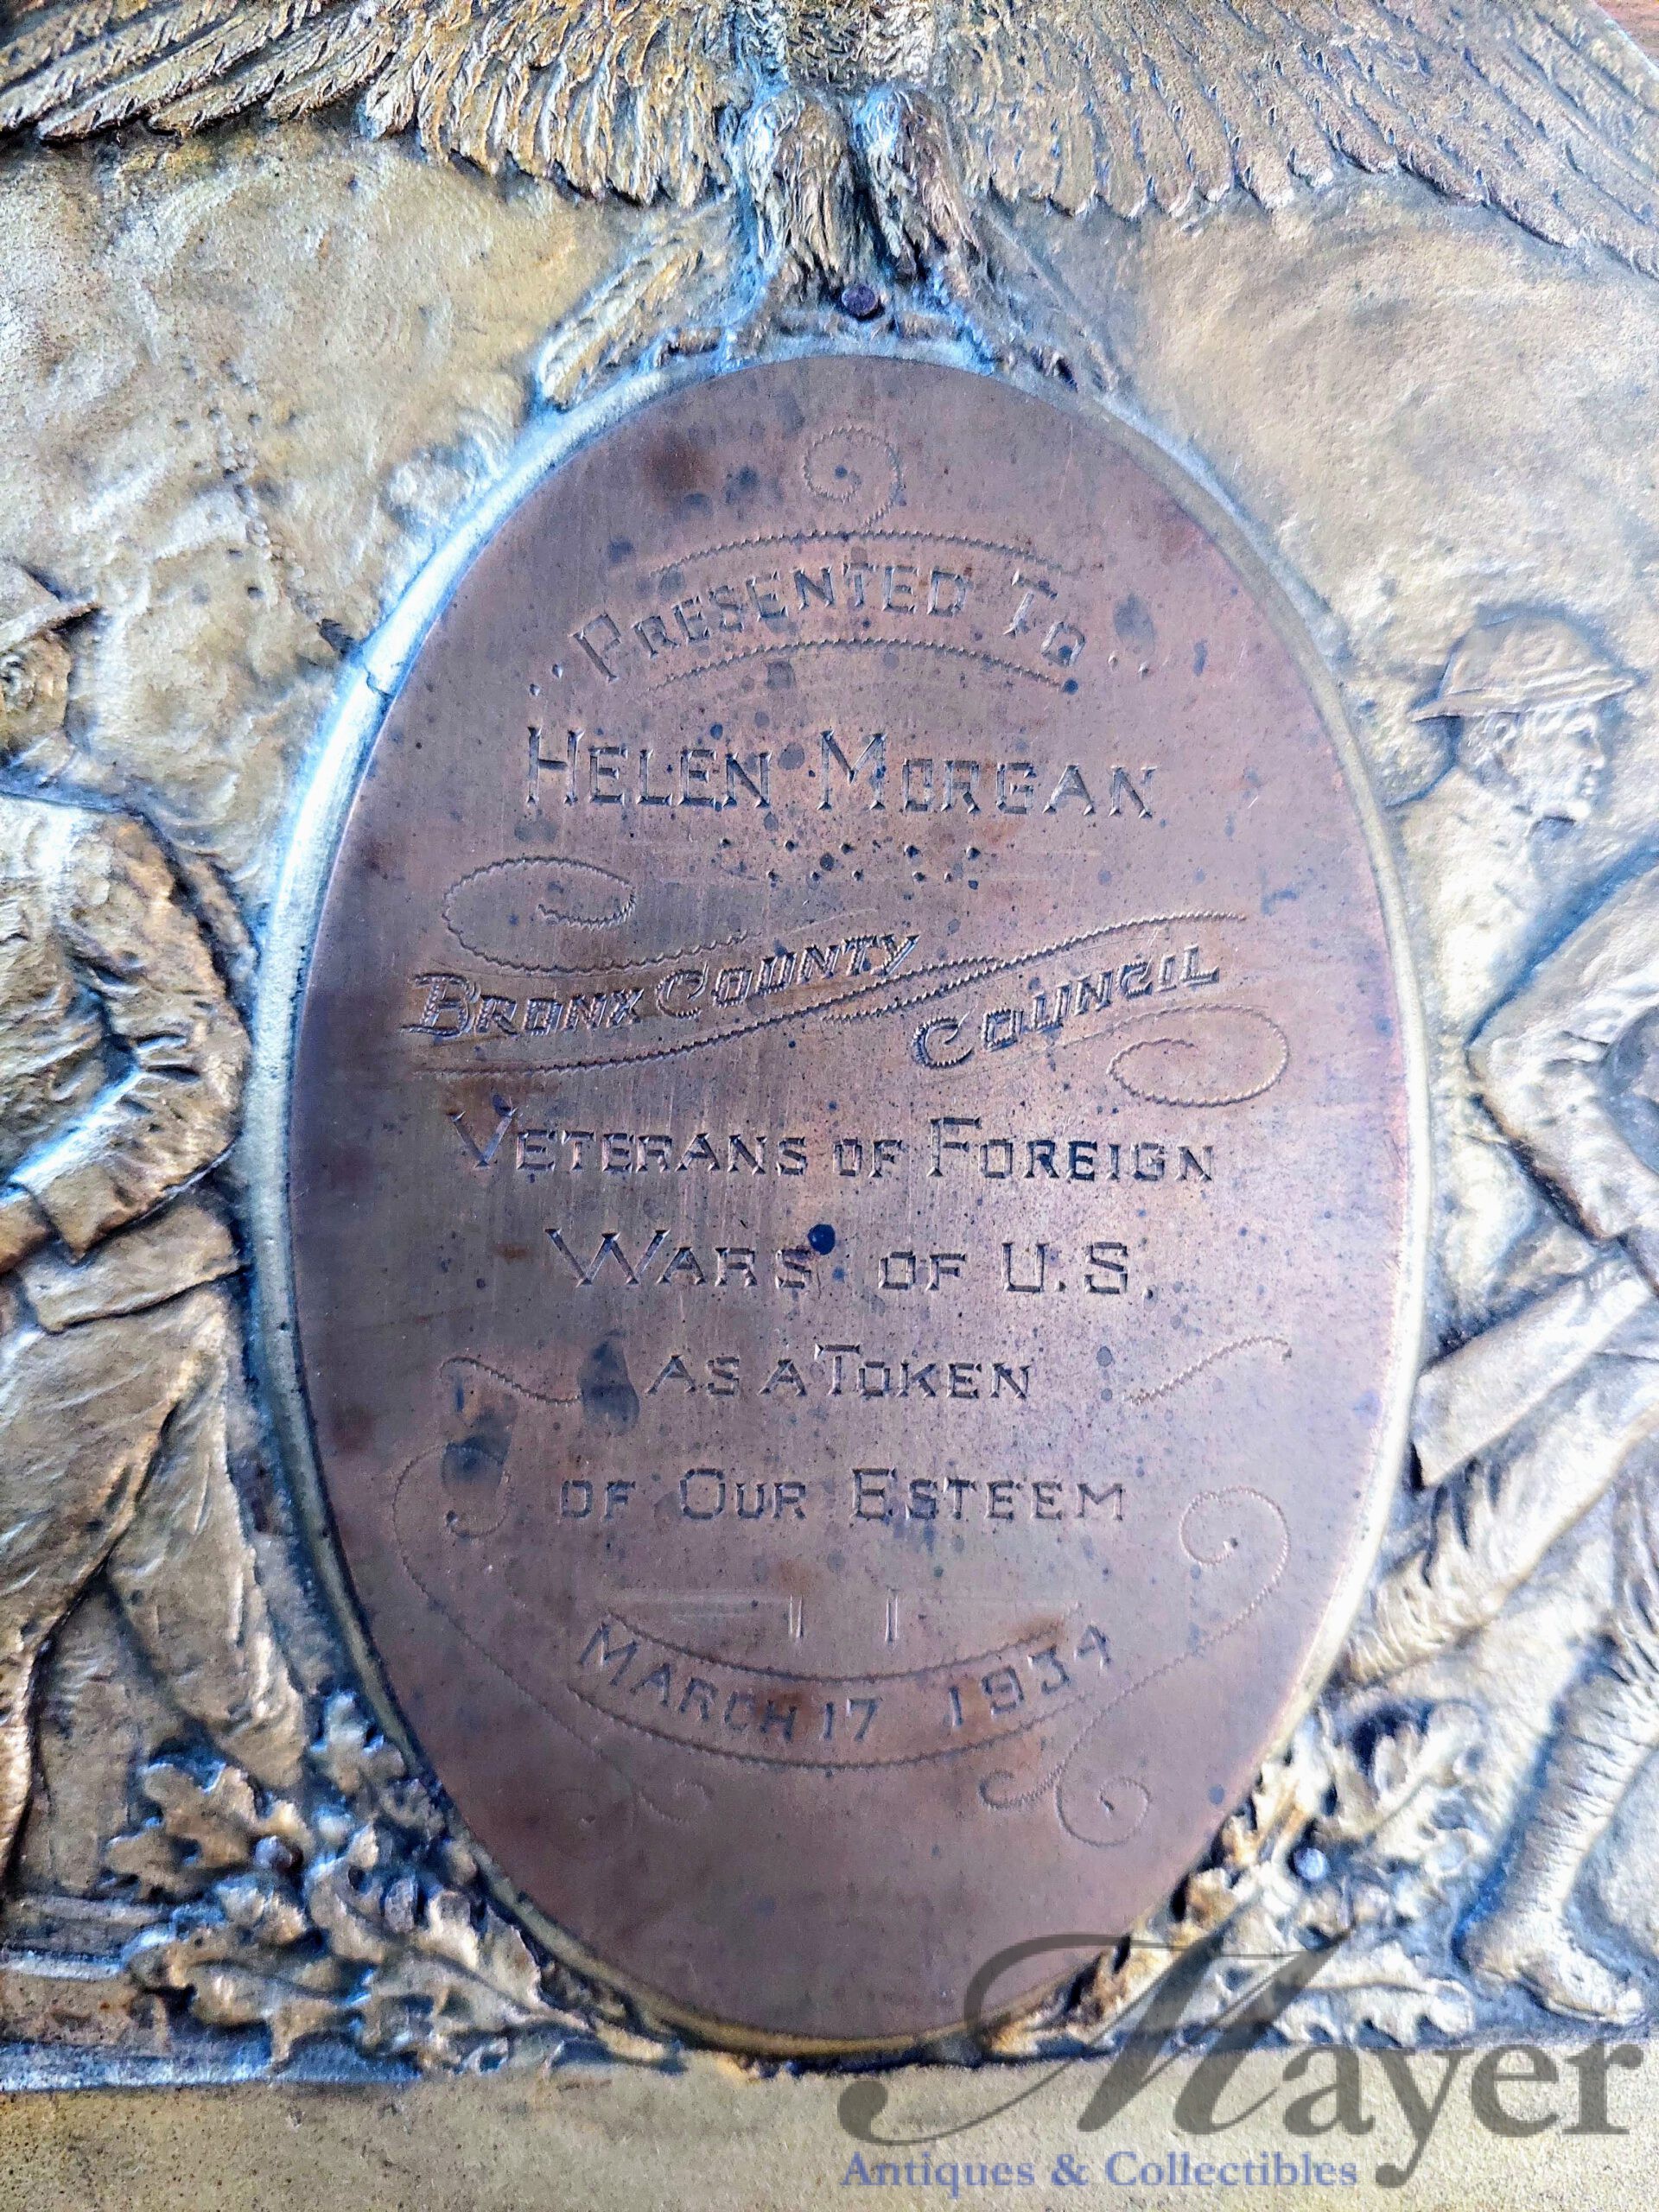 PRESENTED TO
HELEN MORGAN
BRONX COUNTY
COUNCIL
VETERANS OF FOREIGN
WARS OF U.S.
AS A TOKEN
OF OUR ESTEEM
MARCH 17 1934
Mayer
Antiques & Collectibles